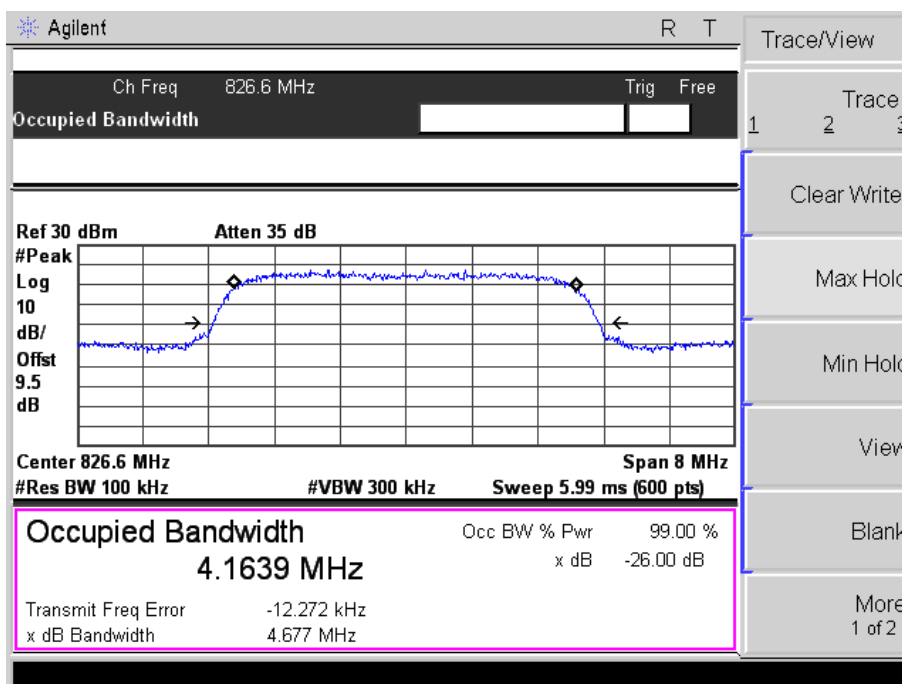 Agilent R T
Trace/View
Ch Freq 826.6 MHz Trig Free
Occupied Bandwidth
Trace
1 2 3
Clear Write
Max Hold
Min Hold
View
Blank
More
1 of 2
Ref 30 dBm Atten 35 dB
#Peak
Log
10
dB/
Offst
9.5
dB
Center 826.6 MHz Span 8 MHz
#Res BW 100 kHz #VBW 300 kHz Sweep 5.99 ms (600 pts)
Occupied Bandwidth
4.1639 MHz
Occ BW % Pwr 99.00 %
x dB -26.00 dB
Transmit Freq Error -12.272 kHz
x dB Bandwidth 4.677 MHz